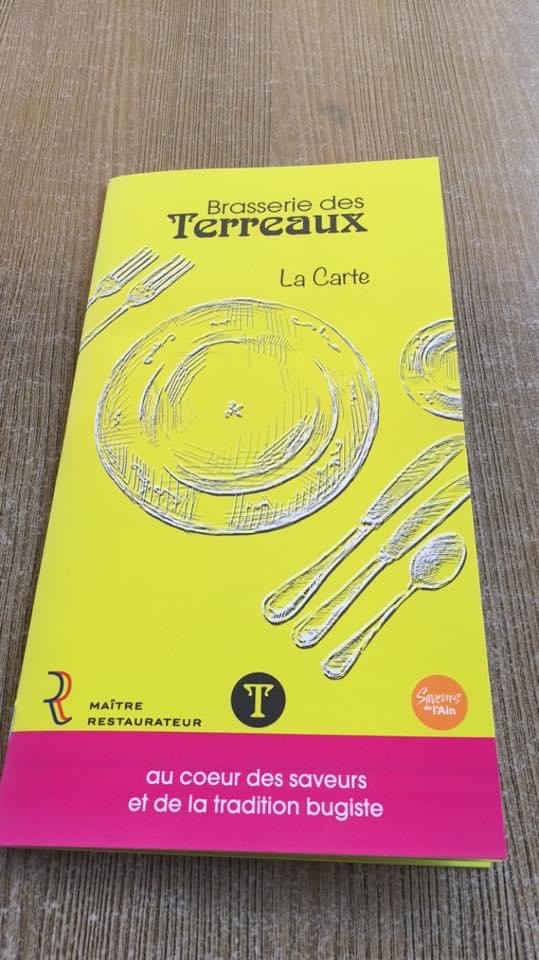 Brasserie des
Terreaux
La Carte
MAÎTRE
RESTAURATEUR
T
Saveurs
de l'Ain
au coeur des saveurs
et de la tradition bugiste